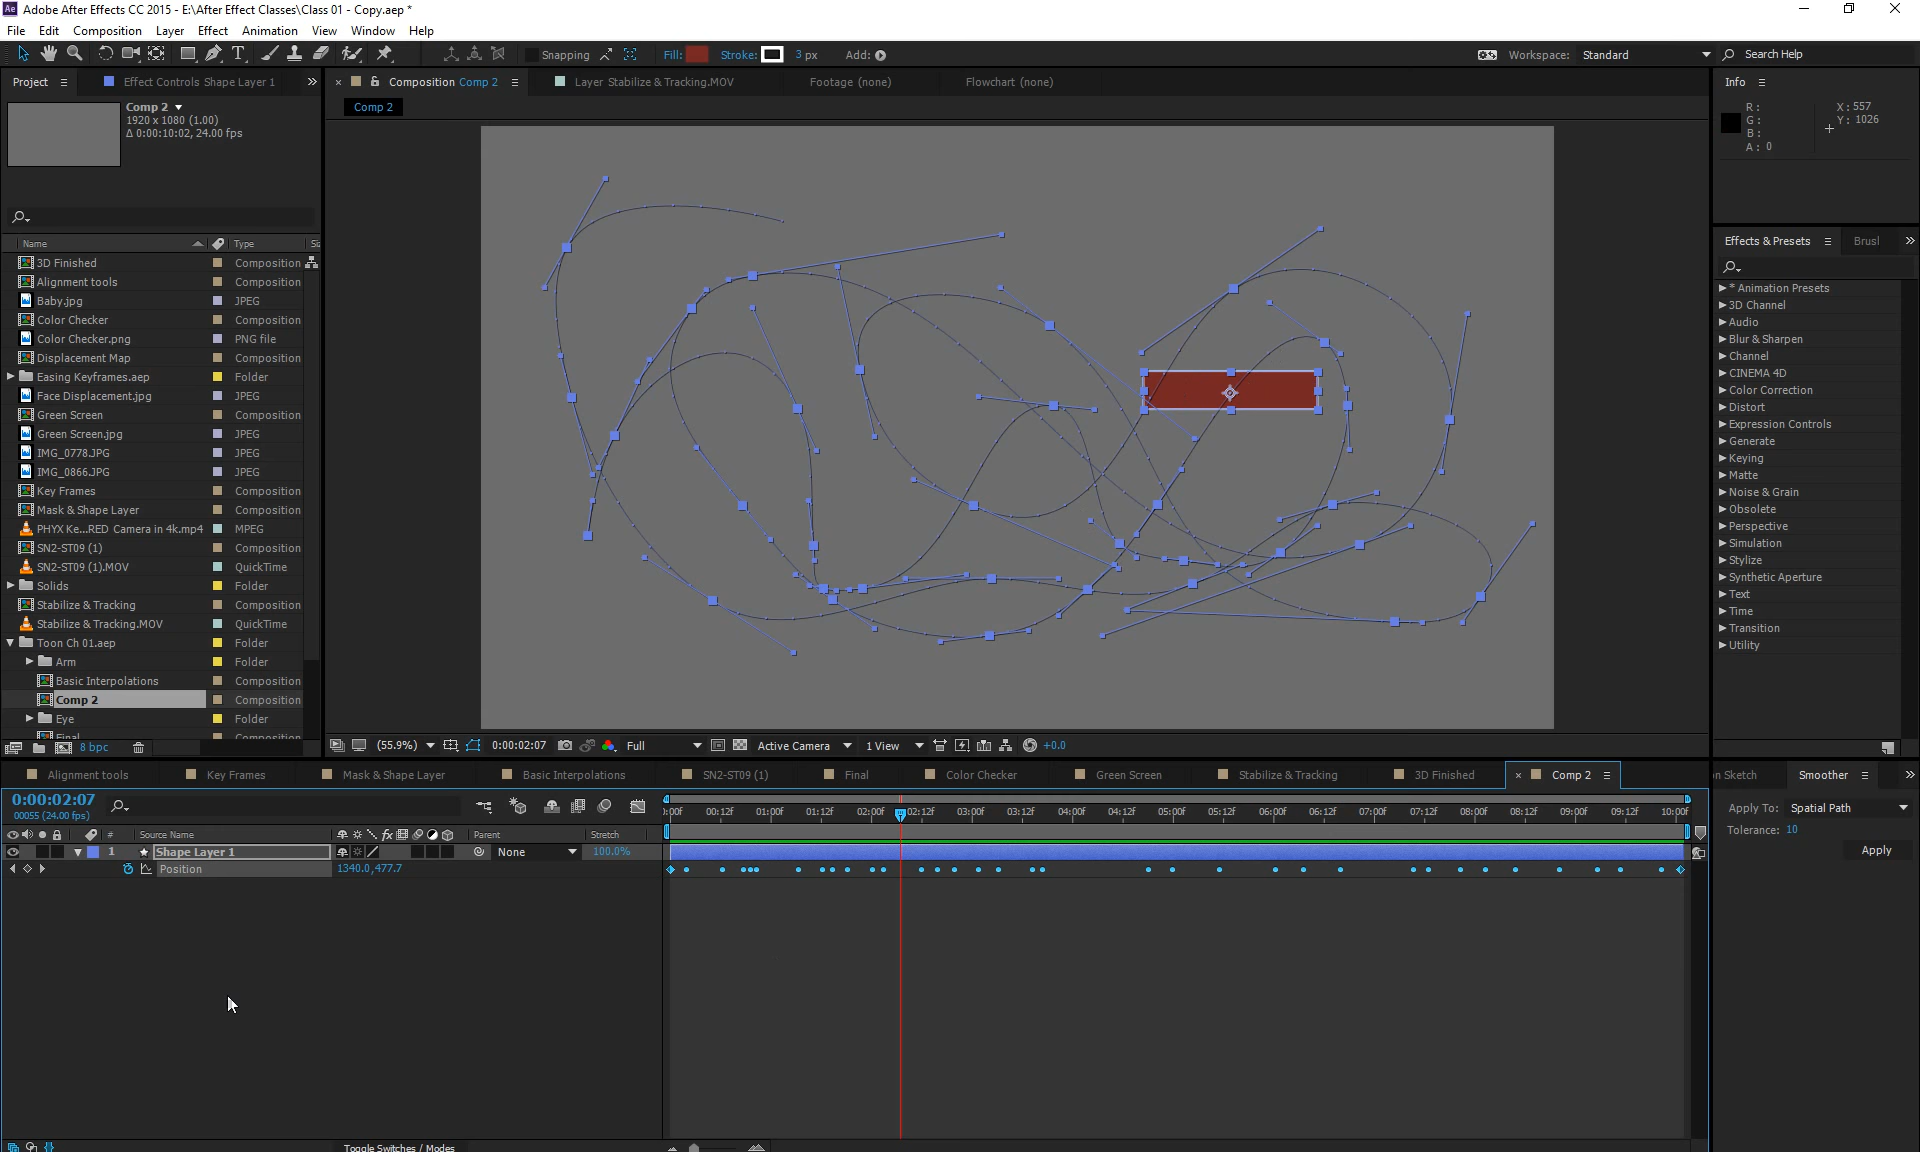 Ae Adobe After Effects CC 2015 - E:\After Effect Classes\Class 01 - Copy.aep *
File Edit Composition Layer Effect Animation View Window Help
T Snapping Fill: Stroke: 3 px Add: Workspace: Standard Search Help
Project Effect Controls Shape Layer 1 Composition Comp 2 Layer Stabilize & Tracking.MOV Footage (none) Flowchart (none) Info
Comp 2
1920 x 1080 (1.00)
Δ 0:00:10:02, 24.00 fps
Comp 2
R:
G:
B:
A: 0
X: 557
Y: 1026
Name Type
3D Finished Composition
Alignment tools Composition
Baby.jpg JPEG
Color Checker Composition
Color Checker.png PNG file
Displacement Map Composition
Easing Keyframes.aep Folder
Face Displacement.jpg JPEG
Green Screen Composition
Green Screen.jpg JPEG
IMG_0778.JPG JPEG
IMG_0866.JPG JPEG
Key Frames Composition
Mask & Shape Layer Composition
PHYX Ke...RED Camera in 4k.mp4 MPEG
SN2-ST09 (1) Composition
SN2-ST09 (1).MOV QuickTime
Solids Folder
Stabilize & Tracking Composition
Stabilize & Tracking.MOV QuickTime
Toon Ch 01.aep Folder
Arm Folder
Basic Interpolations Composition
Comp 2 Composition
Eye Folder
Final Composition
8 bpc
Effects & Presets Brusl
* Animation Presets
3D Channel
Audio
Blur & Sharpen
Channel
CINEMA 4D
Color Correction
Distort
Expression Controls
Generate
Keying
Matte
Noise & Grain
Obsolete
Perspective
Simulation
Stylize
Synthetic Aperture
Text
Time
Transition
Utility
(55.9%) 0:00:02:07 Full Active Camera 1 View +0.0
Alignment tools Key Frames Mask & Shape Layer Basic Interpolations SN2-ST09 (1) Final Color Checker Green Screen Stabilize & Tracking 3D Finished Comp 2
n Sketch Smoother
Apply To: Spatial Path
Tolerance: 10
Apply
0:00:02:07
00055 (24.00 fps)
):00f 00:12f 01:00f 01:12f 02:00f 02:12f 03:00f 03:12f 04:00f 04:12f 05:00f 05:12f 06:00f 06:12f 07:00f 07:12f 08:00f 08:12f 09:00f 09:12f 10:00f
# Source Name fx Parent Stretch
1 Shape Layer 1 None 100.0%
Position 1340.0,477.7
Toggle Switches / Modes